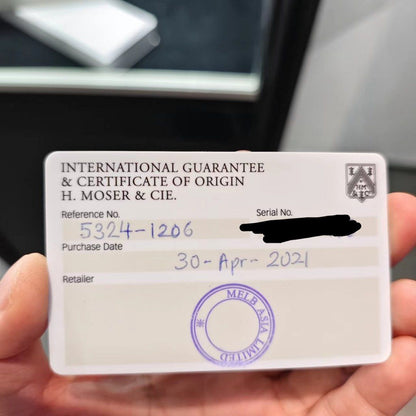 INTERNATIONAL GUARANTEE
& CERTIFICATE OF ORIGIN
H. MOSER & CIE.
Reference No.
Serial No.
5324-1206
Purchase Date
30-Apr-2021
Retailer
MELB ASIA LIMITED